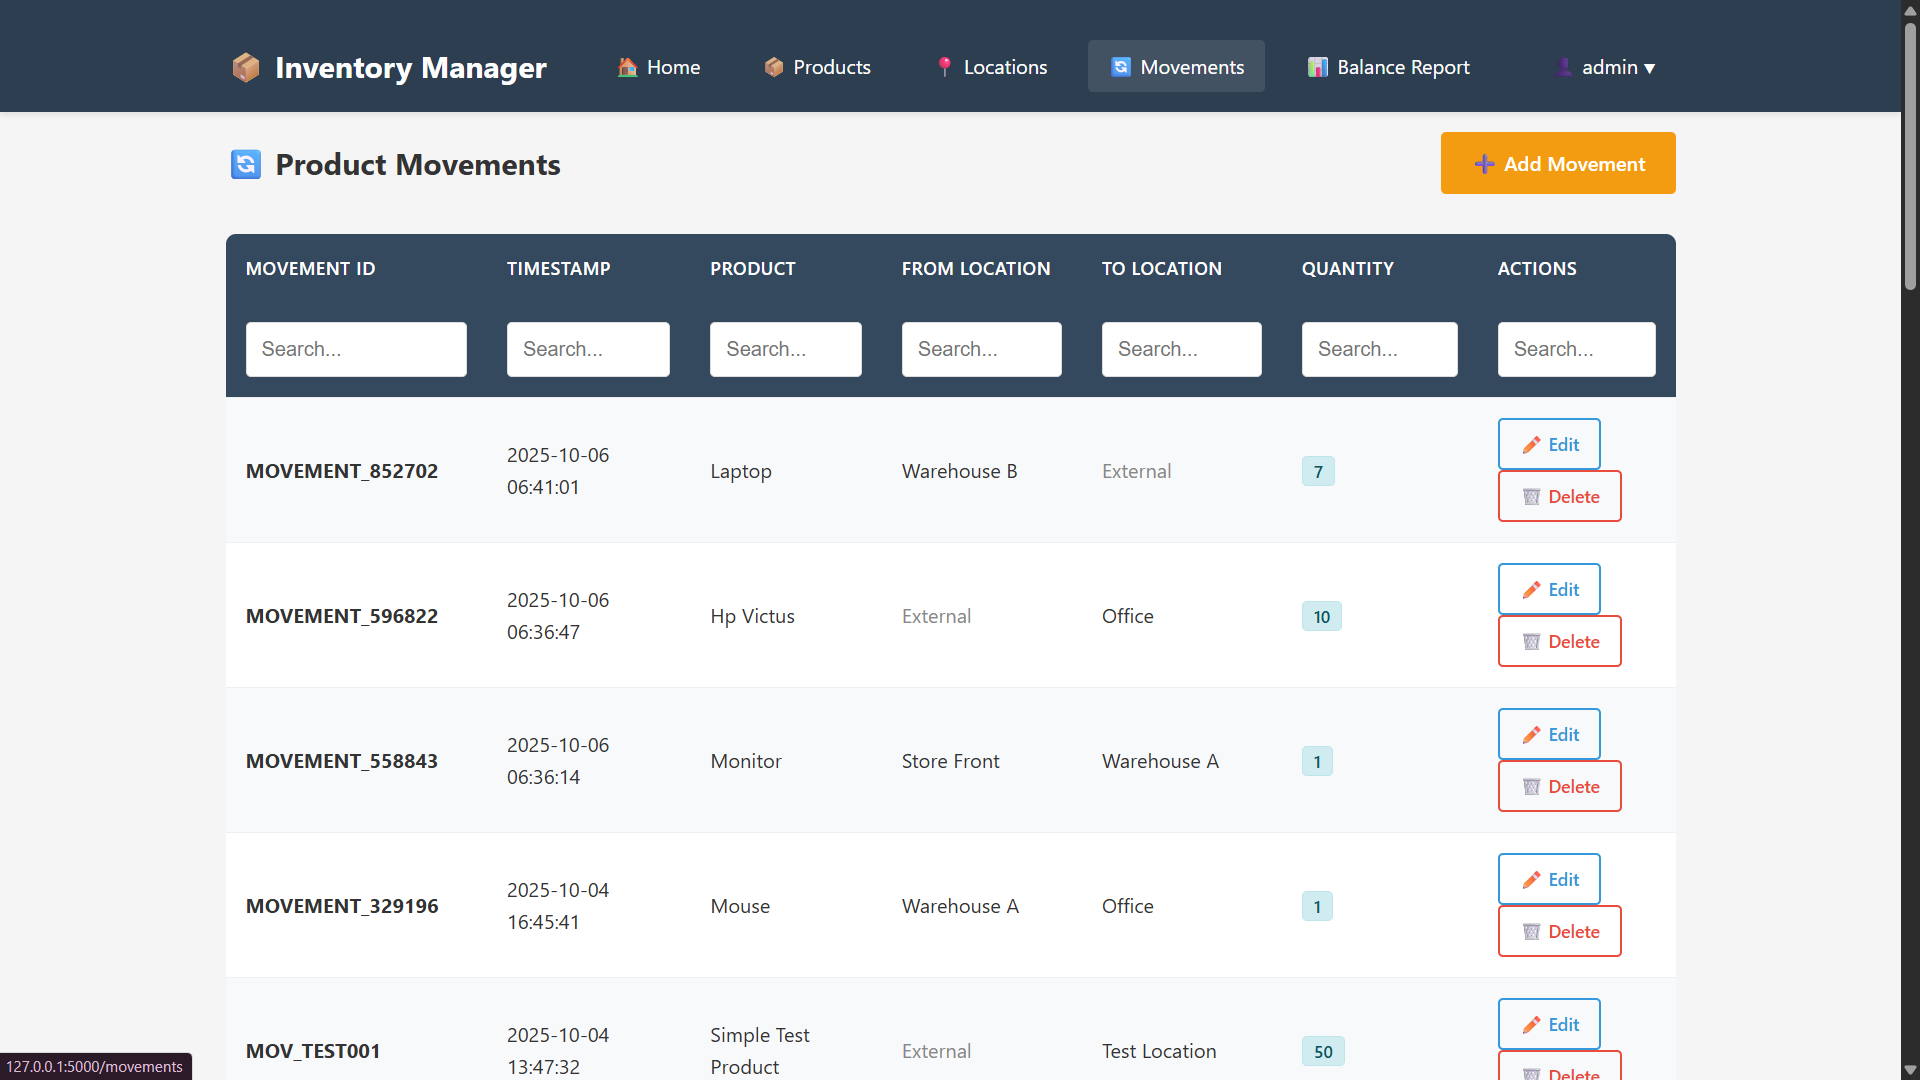 Inventory Manager
Home
Products
Locations
Movements
Balance Report
admin ▼
Product Movements
Add Movement
MOVEMENT ID TIMESTAMP PRODUCT FROM LOCATION TO LOCATION QUANTITY ACTIONS
Search... Search... Search... Search... Search... Search... Search...
MOVEMENT_852702
2025-10-06
06:41:01
Laptop
Warehouse B
External
7
Edit
Delete
MOVEMENT_596822
2025-10-06
06:36:47
Hp Victus
External
Office
10
Edit
Delete
MOVEMENT_558843
2025-10-06
06:36:14
Monitor
Store Front
Warehouse A
1
Edit
Delete
MOVEMENT_329196
2025-10-04
16:45:41
Mouse
Warehouse A
Office
1
Edit
Delete
MOV_TEST001
2025-10-04
13:47:32
Simple Test
Product
External
Test Location
50
Edit
Delete
127.0.0.1:5000/movements